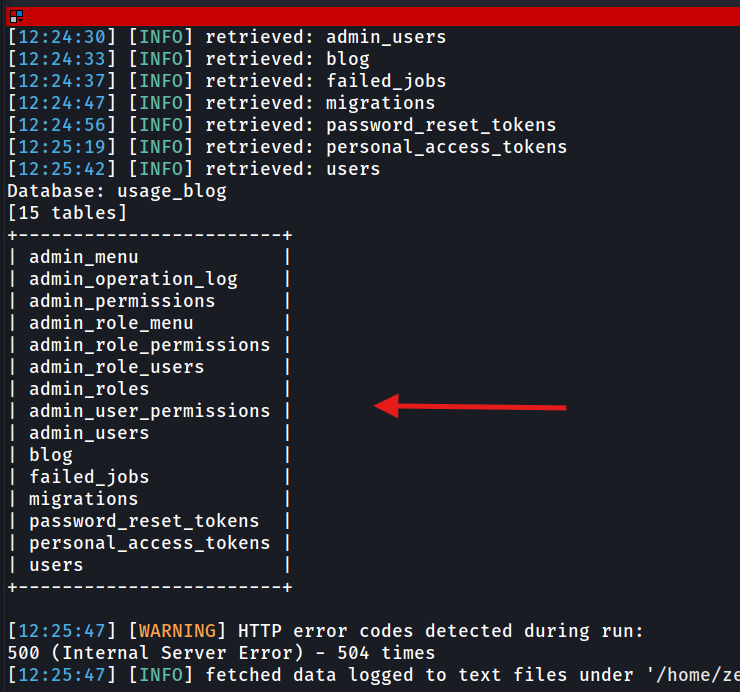 [12:24:30] [INFO] retrieved: admin_users
[12:24:33] [INFO] retrieved: blog
[12:24:37] [INFO] retrieved: failed_jobs
[12:24:47] [INFO] retrieved: migrations
[12:24:56] [INFO] retrieved: password_reset_tokens
[12:25:19] [INFO] retrieved: personal_access_tokens
[12:25:42] [INFO] retrieved: users
Database: usage_blog
[15 tables]
+------------------------+
| admin_menu             |
| admin_operation_log    |
| admin_permissions      |
| admin_role_menu        |
| admin_role_permissions |
| admin_role_users       |
| admin_roles            |
| admin_user_permissions |
| admin_users            |
| blog                   |
| failed_jobs            |
| migrations             |
| password_reset_tokens  |
| personal_access_tokens |
| users                  |
+------------------------+
[12:25:47] [WARNING] HTTP error codes detected during run:
500 (Internal Server Error) - 504 times
[12:25:47] [INFO] fetched data logged to text files under '/home/ze